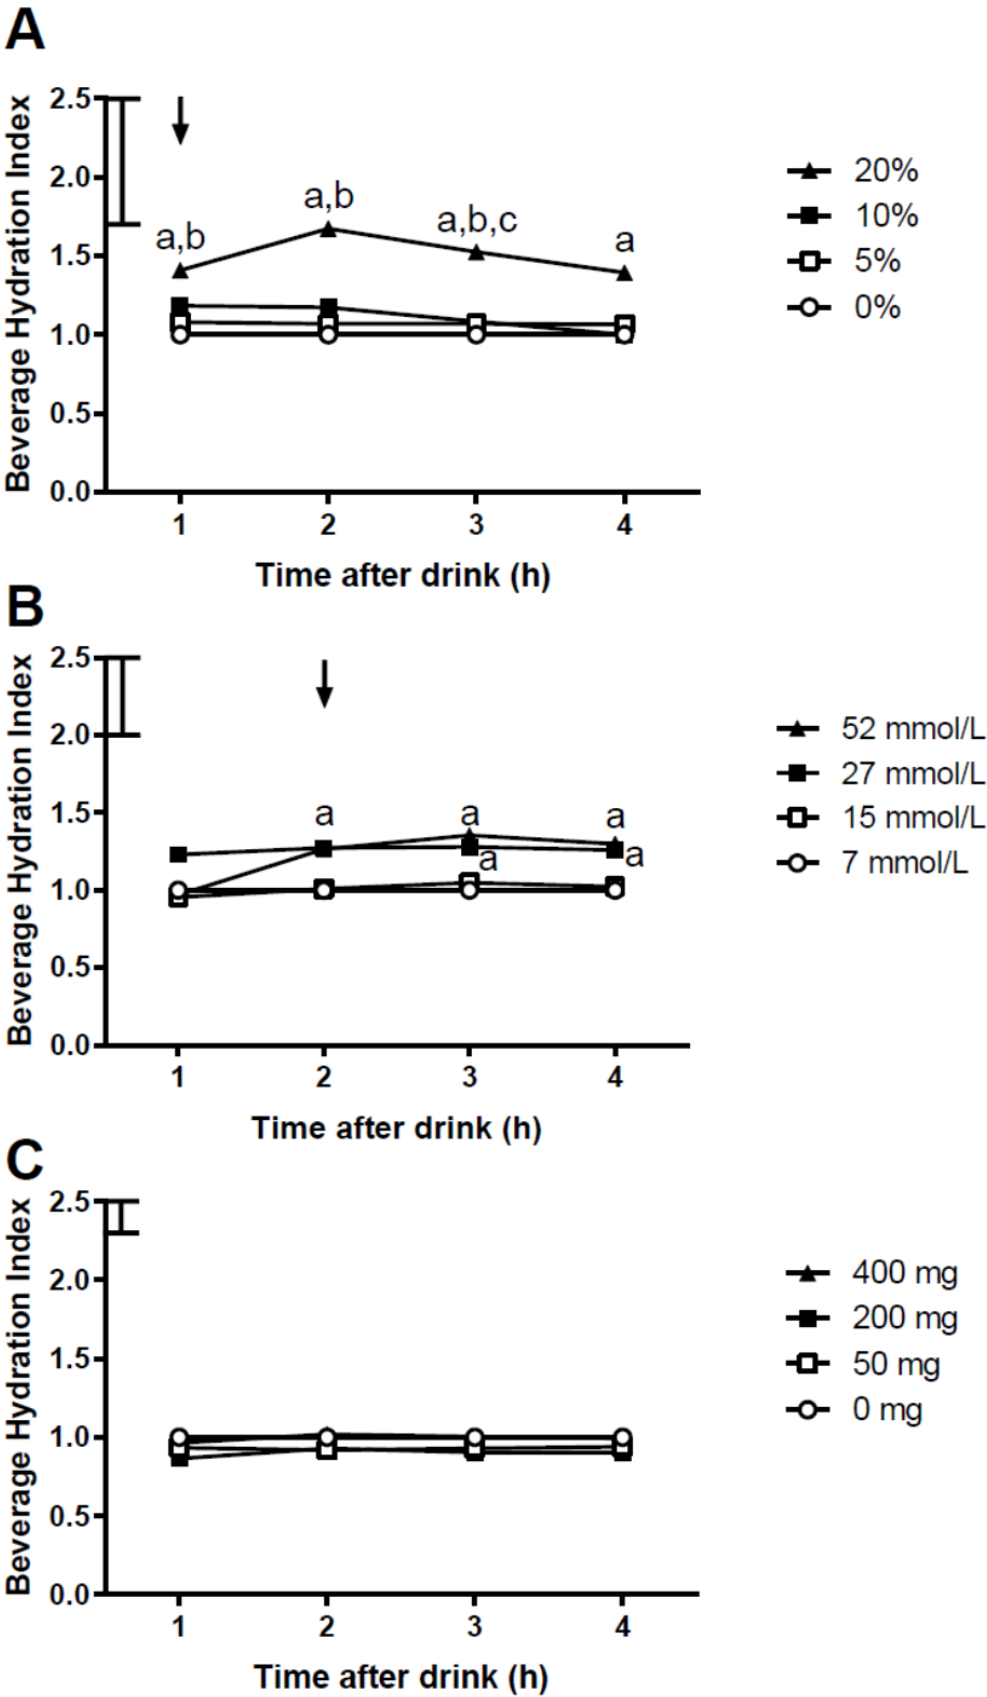 A
Beverage Hydration Index
2.5
2.0
1.5
1.0
0.5
0.0
a,b
a,b
a,b,c
a
1
2
3
4
Time after drink (h)
20%
10%
5%
0%
B
Beverage Hydration Index
2.5
2.0
1.5
1.0
0.5
0.0
a
a
a
a
a
1
2
3
4
Time after drink (h)
52 mmol/L
27 mmol/L
15 mmol/L
7 mmol/L
C
Beverage Hydration Index
2.5
2.0
1.5
1.0
0.5
0.0
1
2
3
4
Time after drink (h)
400 mg
200 mg
50 mg
0 mg